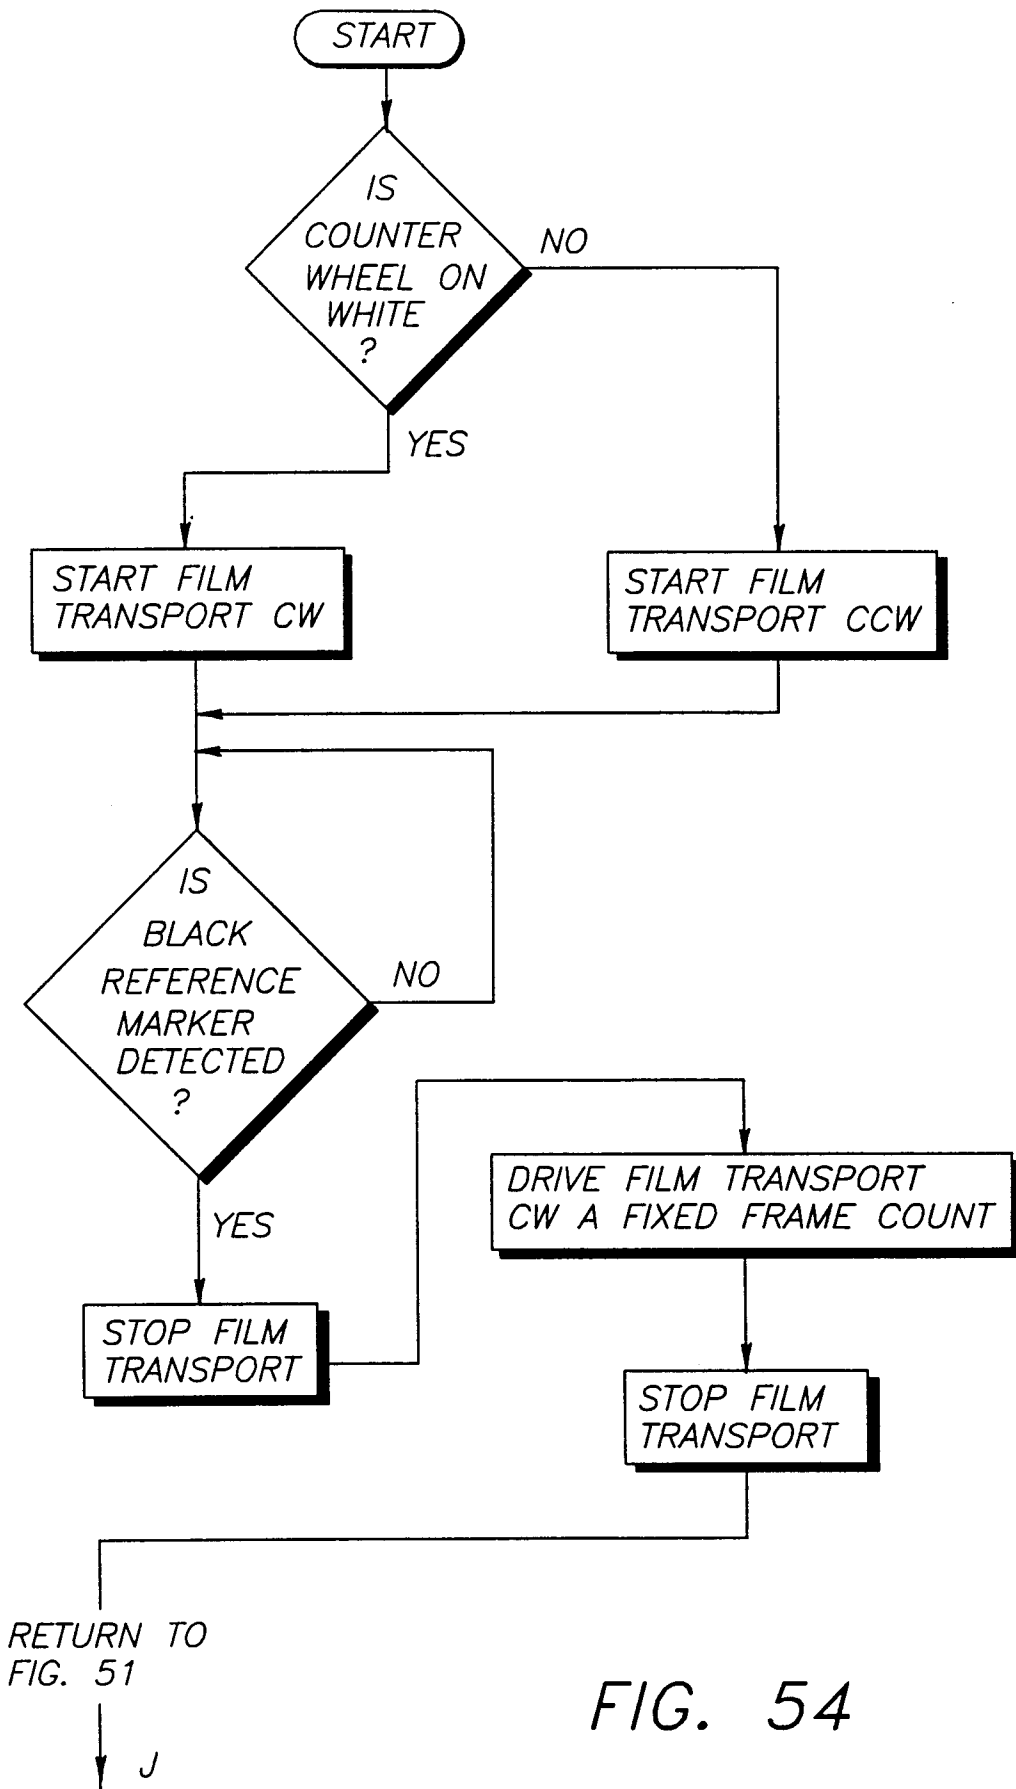 START
IS
COUNTER
WHEEL ON
WHITE
?
NO
YES
START FILM
TRANSPORT CW
START FILM
TRANSPORT CCW
IS
BLACK
REFERENCE
MARKER
DETECTED
?
NO
YES
STOP FILM
TRANSPORT
DRIVE FILM TRANSPORT
CW A FIXED FRAME COUNT
STOP FILM
TRANSPORT
RETURN TO
FIG. 51
J
FIG. 54